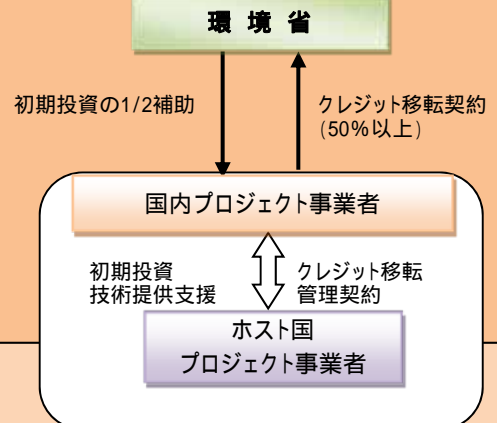 環境省
初期投資の1/2補助
クレジット移転契約
(50%以上)
国内プロジェクト事業者
初期投資
技術提供支援
クレジット移転
管理契約
ホスト国
プロジェクト事業者